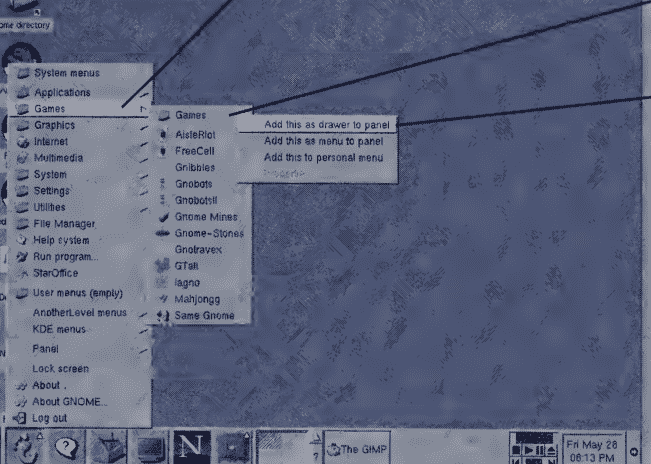 ome directory
System menus
Applications
Games
Graphics
Internet
Multimedia
System
Settings
Utilities
File Manager
Help system
Run program...
StarOffice
User menus (empty)
AnotherLevel menus
KDE menus
Panel
Lock screen
About .
About GNOME...
Log out
Games
AisleRiot
FreeCell
Gnibbles
Gnobots
GnobotsII
Gnome Mines
Gnome-Stones
Gnotravex
GTali
Iagno
Mahjongg
Same Gnome
Add this as drawer to panel
Add this as menu to panel
Add this to personal menu
N
?
The GIMP
Fri May 28
06:13 PM